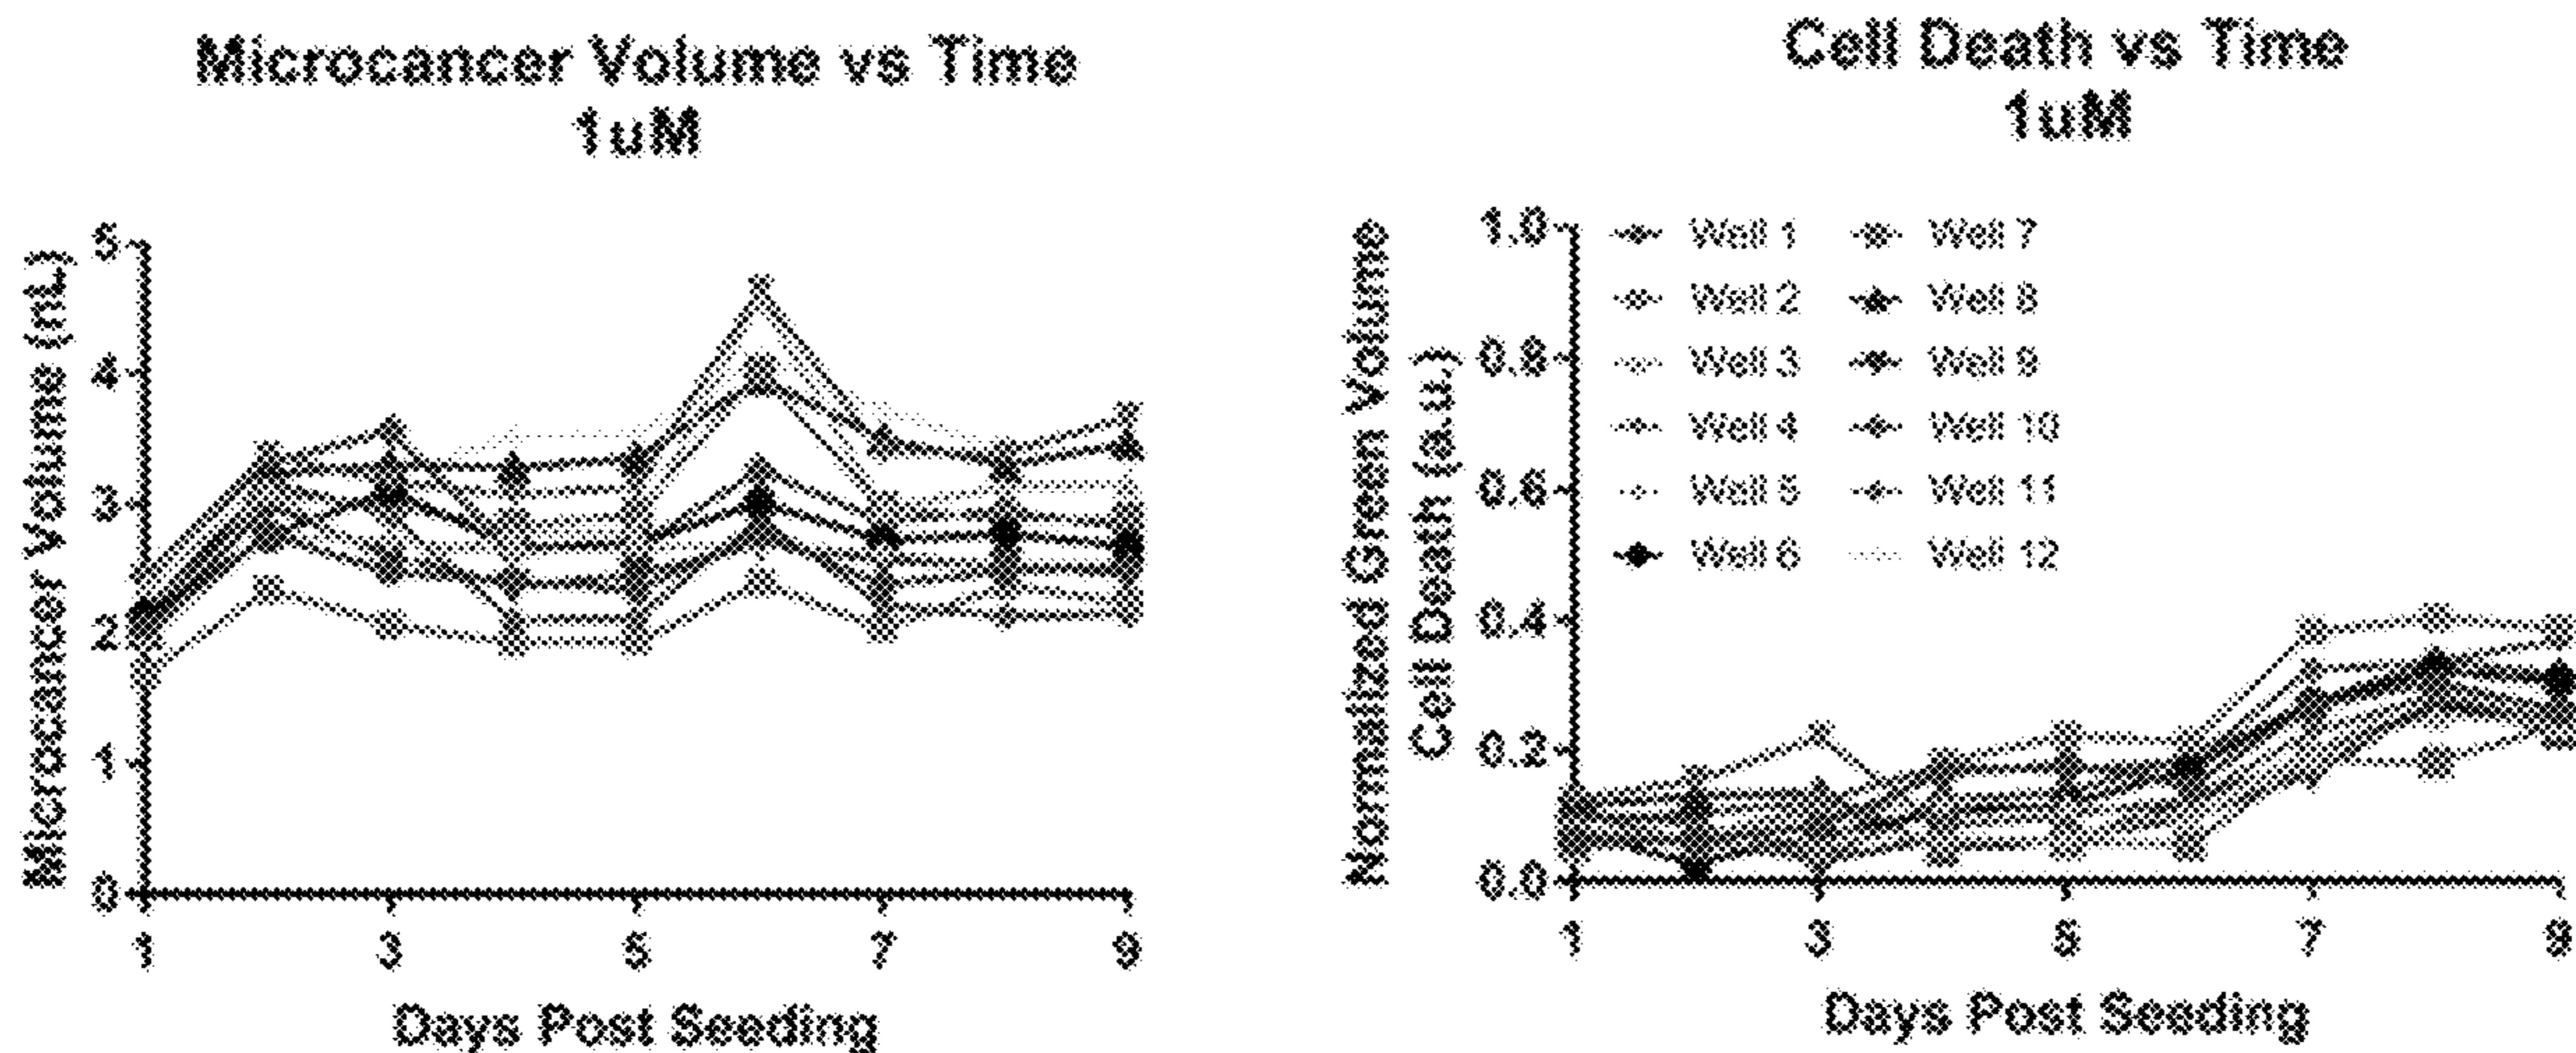 Microcancer Volume vs Time
1uM
Microcancer Volume (nL)
5
4
3
2
1
0
1 3 5 7 9
Days Post Seeding
Cell Death vs Time
1uM
Normalized Green Volume
Cell Death (a.u.)
1.0
0.8
0.6
0.4
0.2
0.0
Well 1 Well 7
Well 2 Well 8
Well 3 Well 9
Well 4 Well 10
Well 5 Well 11
Well 6 Well 12
1 3 5 7 9
Days Post Seeding